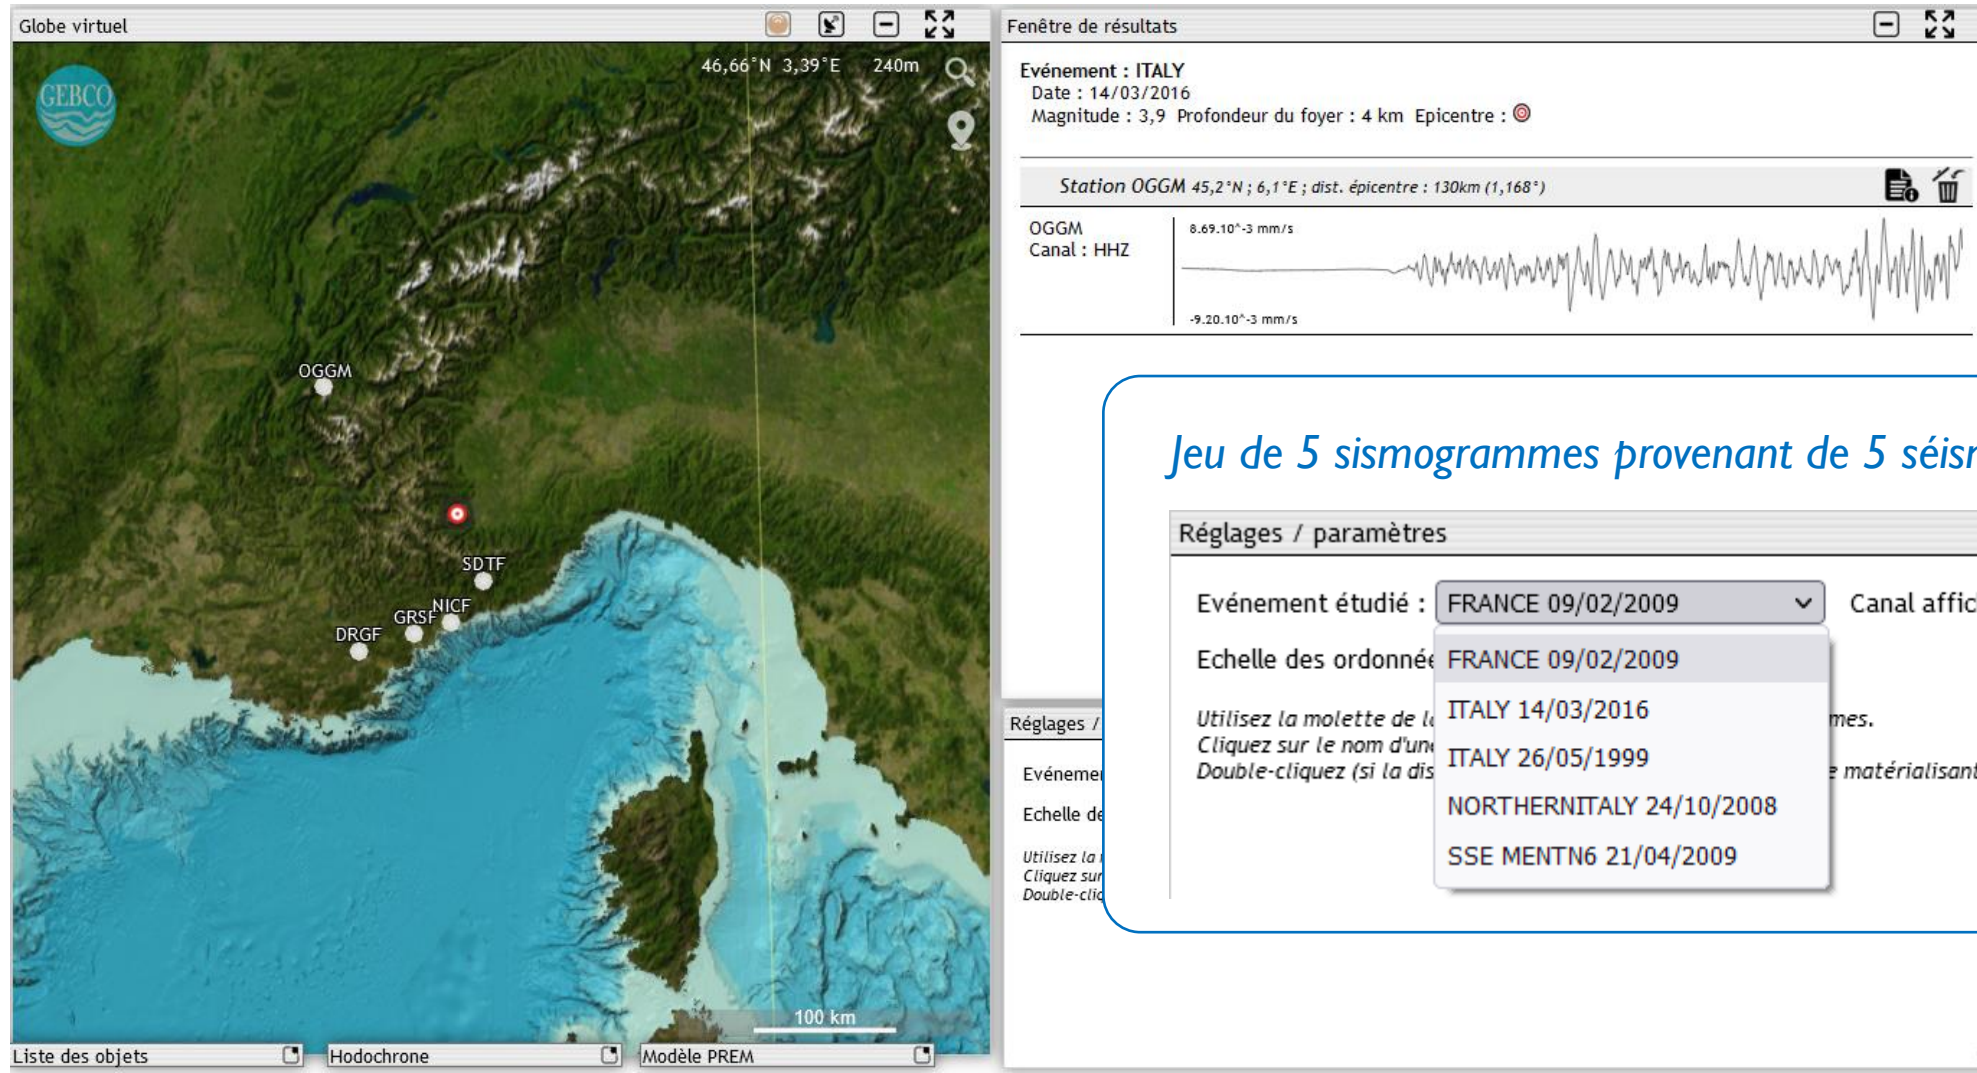 Globe virtuel
46,66°N 3,39°E 240m
GEBCO
OGGM
SDTF
NICF
GRSF
DRGF
100 km
Liste des objets
Hodochrone
Modèle PREM
Fenêtre de résultats
Evénement : ITALY
Date : 14/03/2016
Magnitude : 3,9 Profondeur du foyer : 4 km Epicentre :
Station OGGM 45,2°N ; 6,1°E ; dist. épicentre : 130km (1,168°)
OGGM
Canal : HHZ
8.69.10^-3 mm/s
-9.20.10^-3 mm/s
Jeu de 5 sismogrammes provenant de 5 séism
Réglages / paramètres
Evénement étudié : FRANCE 09/02/2009 Canal affic
Echelle des ordonnée
FRANCE 09/02/2009
ITALY 14/03/2016
ITALY 26/05/1999
NORTHERNITALY 24/10/2008
SSE MENTN6 21/04/2009
Utilisez la molette de l mes.
Cliquez sur le nom d'un
Double-cliquez (si la dis e matérialisant
Réglages /
Evéneme
Echelle de
Utilisez la
Cliquez sur
Double-clic